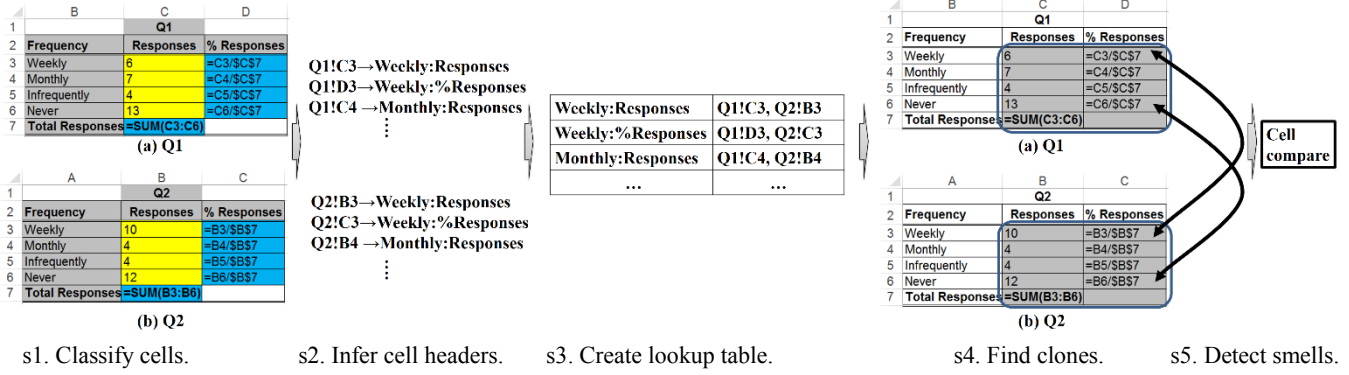 B C D
1 Q1
2 Frequency Responses % Responses
3 Weekly 6 =C3/$C$7
4 Monthly 7 =C4/$C$7
5 Infrequently 4 =C5/$C$7
6 Never 13 =C6/$C$7
7 Total Responses =SUM(C3:C6)
(a) Q1
A B C
1 Q2
2 Frequency Responses % Responses
3 Weekly 10 =B3/$B$7
4 Monthly 4 =B4/$B$7
5 Infrequently 4 =B5/$B$7
6 Never 12 =B6/$B$7
7 Total Responses =SUM(B3:B6)
(b) Q2
Q1!C3→Weekly:Responses
Q1!D3→Weekly:%Responses
Q1!C4 →Monthly:Responses
⋮
Q2!B3→Weekly:Responses
Q2!C3→Weekly:%Responses
Q2!B4 →Monthly:Responses
⋮
Weekly:Responses Q1!C3, Q2!B3
Weekly:%Responses Q1!D3, Q2!C3
Monthly:Responses Q1!C4, Q2!B4
... ...
B C D
1 Q1
2 Frequency Responses % Responses
3 Weekly 6 =C3/$C$7
4 Monthly 7 =C4/$C$7
5 Infrequently 4 =C5/$C$7
6 Never 13 =C6/$C$7
7 Total Responses =SUM(C3:C6)
(a) Q1
A B C
1 Q2
2 Frequency Responses % Responses
3 Weekly 10 =B3/$B$7
4 Monthly 4 =B4/$B$7
5 Infrequently 4 =B5/$B$7
6 Never 12 =B6/$B$7
7 Total Responses =SUM(B3:B6)
(b) Q2
Cell
compare
s1. Classify cells. s2. Infer cell headers. s3. Create lookup table. s4. Find clones. s5. Detect smells.